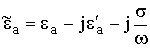 ε̃ₐ = εₐ − jε′ₐ − j σ/ω